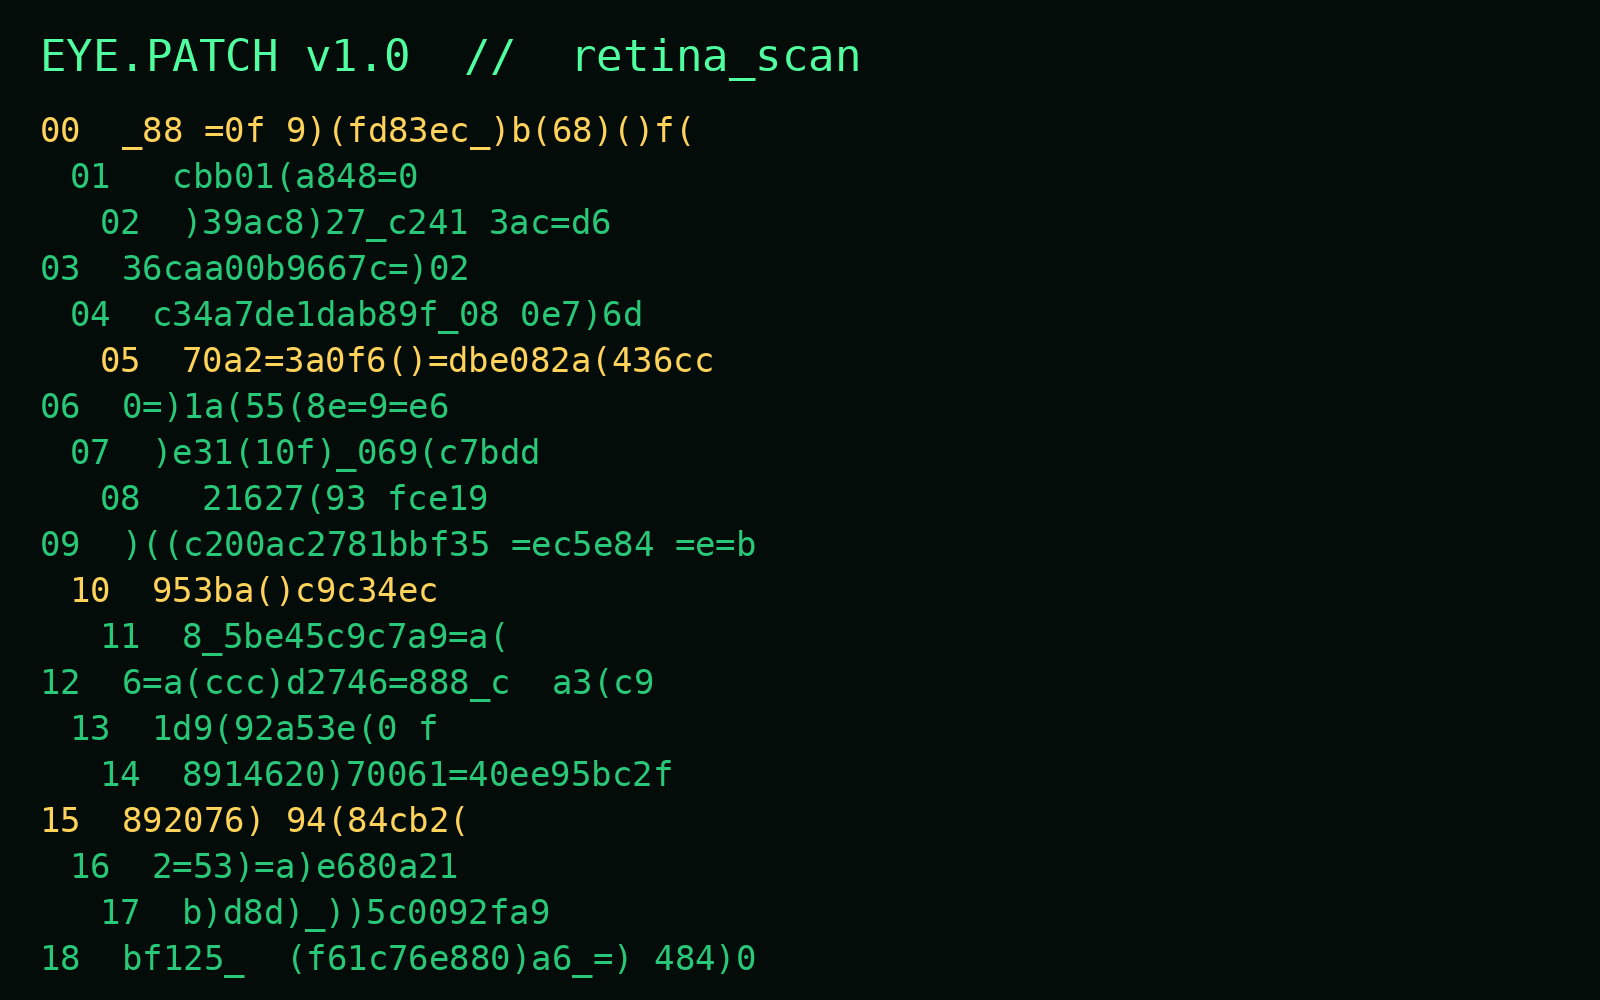 EYE.PATCH v1.0  //  retina_scan
00  _88 =0f 9)(fd83ec_)b(68)()f(
01   cbb01(a848=0
02  )39ac8)27_c241 3ac=d6
03  36caa00b9667c=)02
04  c34a7de1dab89f_08 0e7)6d
05  70a2=3a0f6()=dbe082a(436cc
06  0=)1a(55(8e=9=e6
07  )e31(10f)_069(c7bdd
08   21627(93 fce19
09  )((c200ac2781bbf35 =ec5e84 =e=b
10  953ba()c9c34ec
11  8_5be45c9c7a9=a(
12  6=a(ccc)d2746=888_c  a3(c9
13  1d9(92a53e(0 f
14  8914620)70061=40ee95bc2f
15  892076) 94(84cb2(
16  2=53)=a)e680a21
17  b)d8d)_))5c0092fa9
18  bf125_  (f61c76e880)a6_=) 484)0